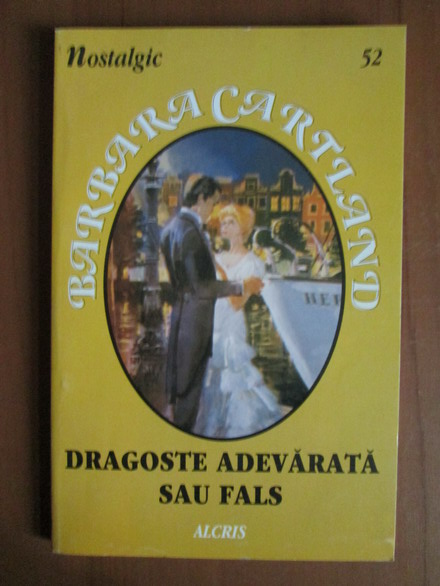 nostalgic 52
BARBARA CARTLAND
DRAGOSTE ADEVĂRATĂ
SAU FALS
ALCRIS